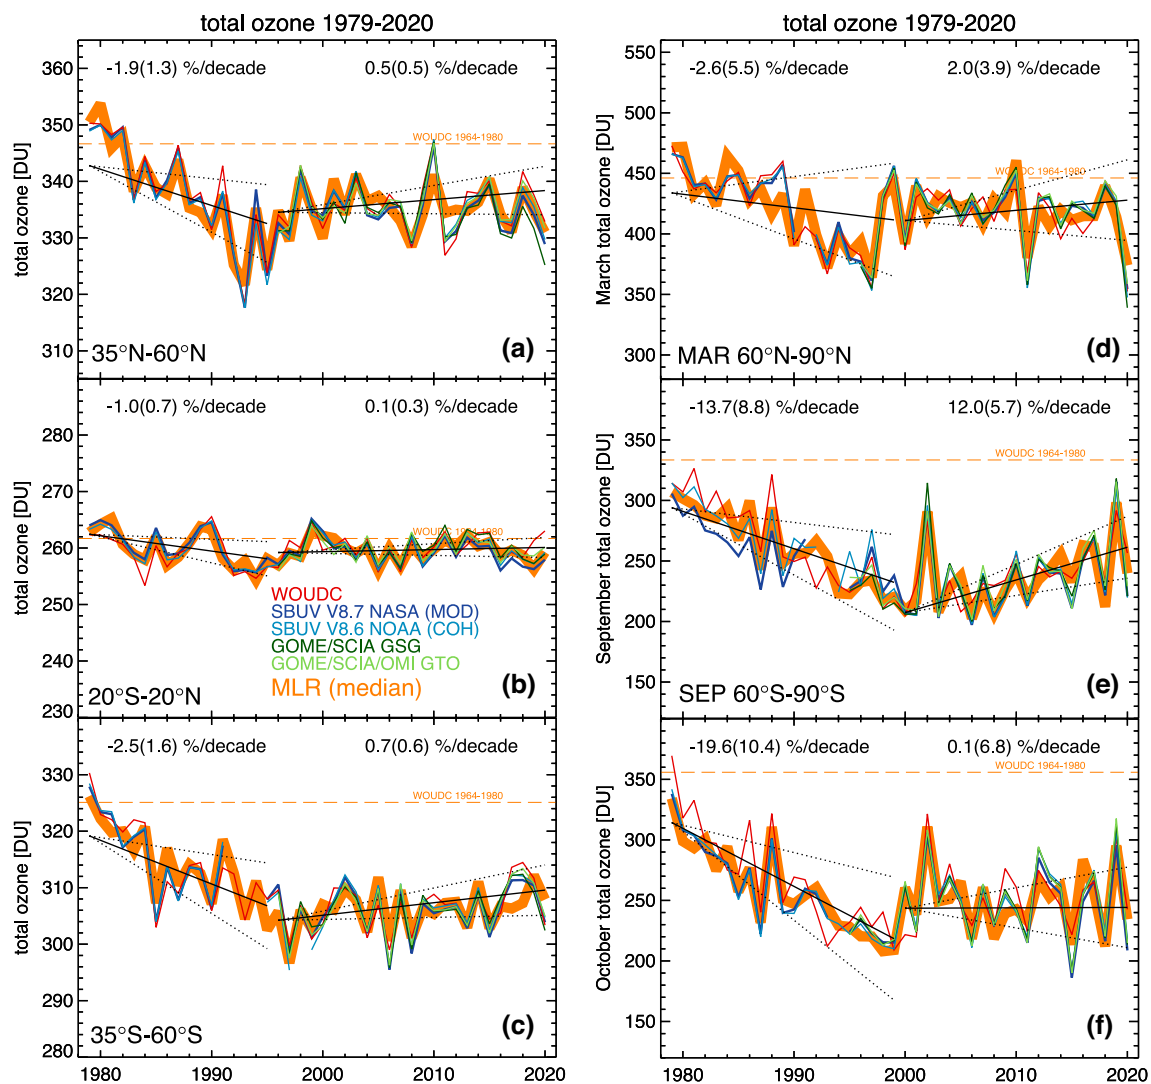 total ozone 1979-2020
total ozone 1979-2020
-1.9(1.3) %/decade 0.5(0.5) %/decade
WOUDC 1964-1980
total ozone [DU]
360
350
340
330
320
310
35°N-60°N (a)
-2.6(5.5) %/decade 2.0(3.9) %/decade
WOUDC 1964-1980
March total ozone [DU]
550
500
450
400
350
300
MAR 60°N-90°N (d)
-1.0(0.7) %/decade 0.1(0.3) %/decade
WOUDC 1964-1980
total ozone [DU]
280
270
260
250
240
230
WOUDC
SBUV V8.7 NASA (MOD)
SBUV V8.6 NOAA (COH)
GOME/SCIA GSG
GOME/SCIA/OMI GTO
MLR (median)
20°S-20°N (b)
-13.7(8.8) %/decade 12.0(5.7) %/decade
WOUDC 1964-1980
September total ozone [DU]
350
300
250
200
150
SEP 60°S-90°S (e)
-2.5(1.6) %/decade 0.7(0.6) %/decade
WOUDC 1964-1980
total ozone [DU]
330
320
310
300
290
280
35°S-60°S (c)
1980 1990 2000 2010 2020
-19.6(10.4) %/decade 0.1(6.8) %/decade
WOUDC 1964-1980
October total ozone [DU]
350
300
250
200
150
(f)
1980 1990 2000 2010 2020